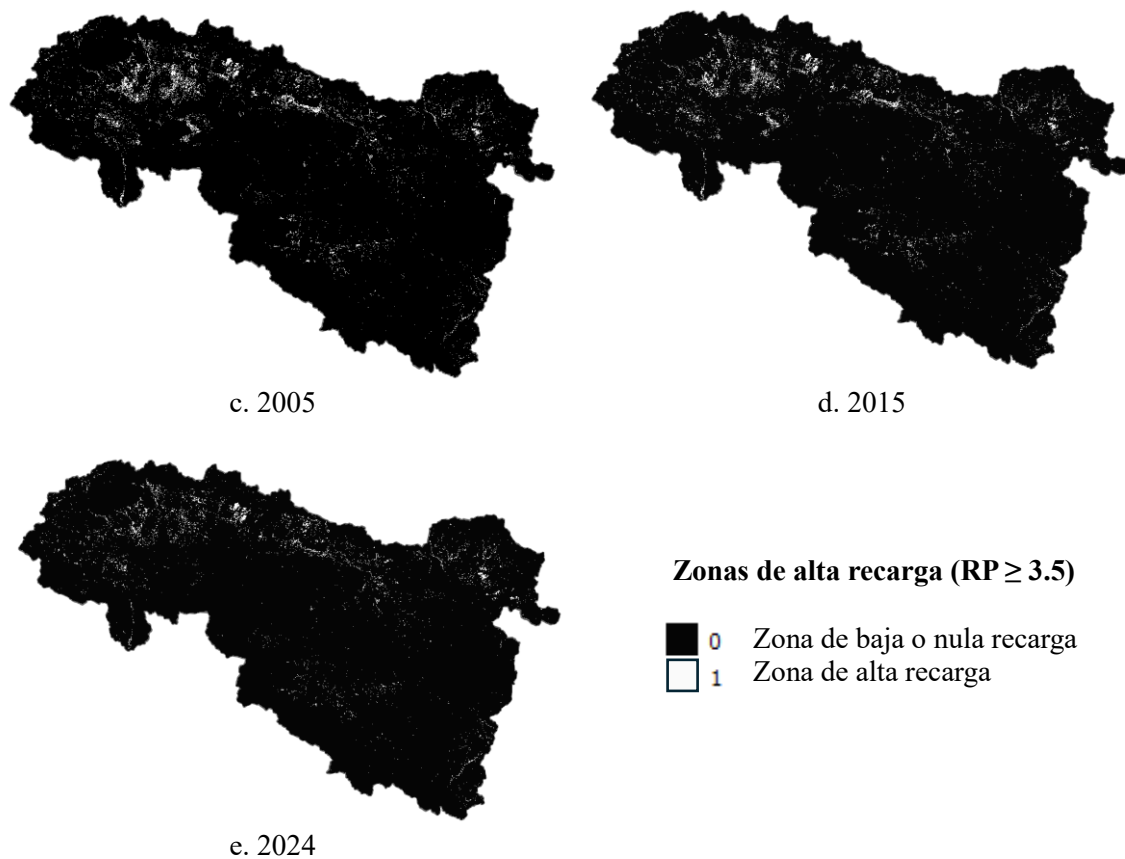 c. 2005
d. 2015
Zonas de alta recarga (RP ≥ 3.5)
0 Zona de baja o nula recarga
1 Zona de alta recarga
e. 2024